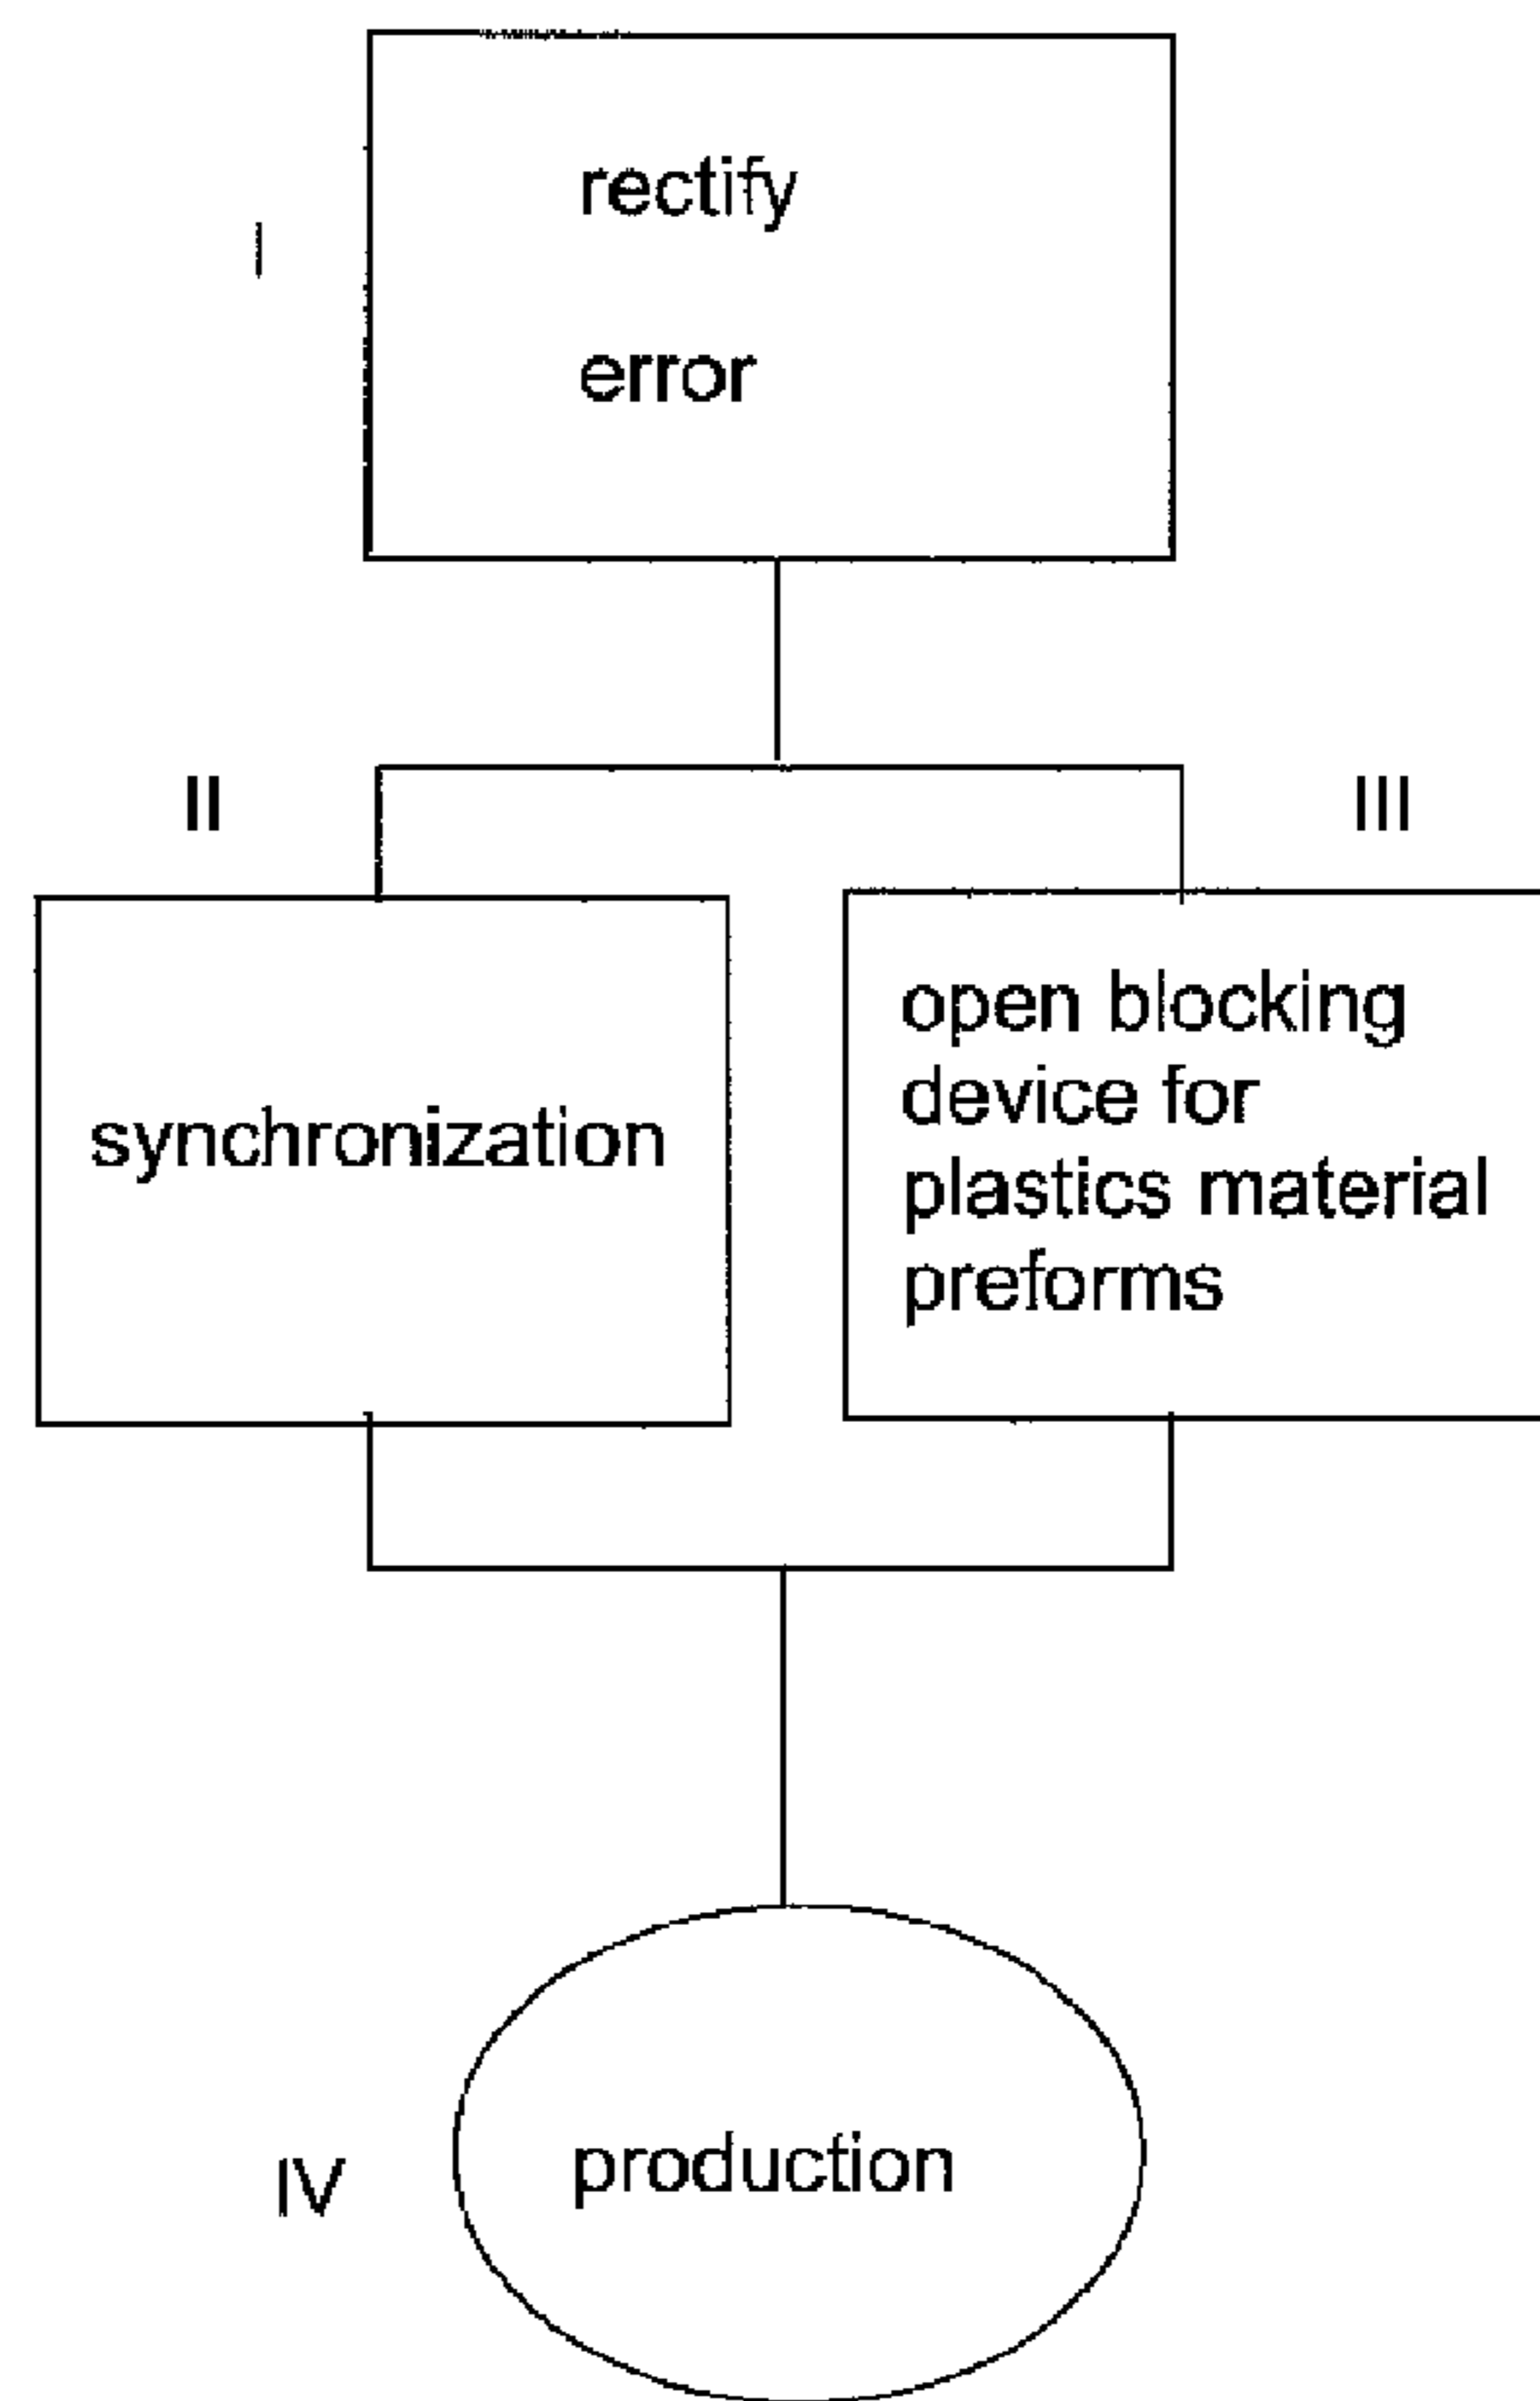 I
rectify
error
II
III
synchronization
open blocking
device for
plastics material
preforms
IV
production